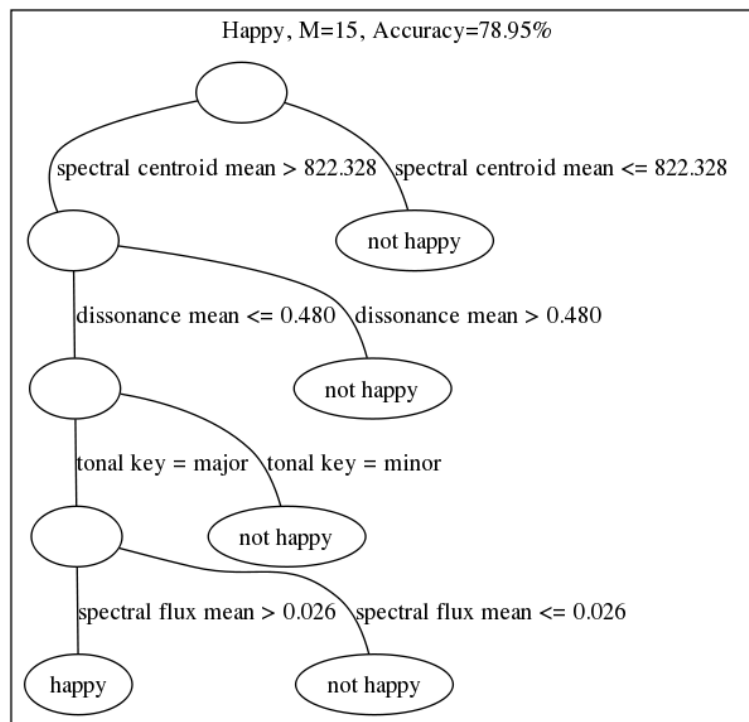 Happy, M=15, Accuracy=78.95%
spectral centroid mean > 822.328 spectral centroid mean <= 822.328
not happy
dissonance mean <= 0.480 dissonance mean > 0.480
not happy
tonal key = major tonal key = minor
not happy
spectral flux mean > 0.026 spectral flux mean <= 0.026
happy not happy